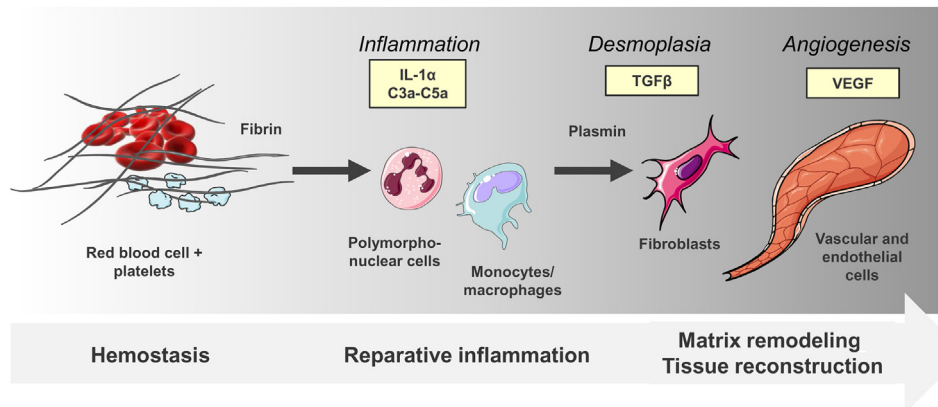 Inflammation
IL-1α
C3a-C5a
Desmoplasia
TGFβ
Angiogenesis
VEGF
Fibrin
Plasmin
Red blood cell +
platelets
Polymorpho-
nuclear cells
Monocytes/
macrophages
Fibroblasts
Vascular and
endothelial
cells
Hemostasis
Reparative inflammation
Matrix remodeling
Tissue reconstruction